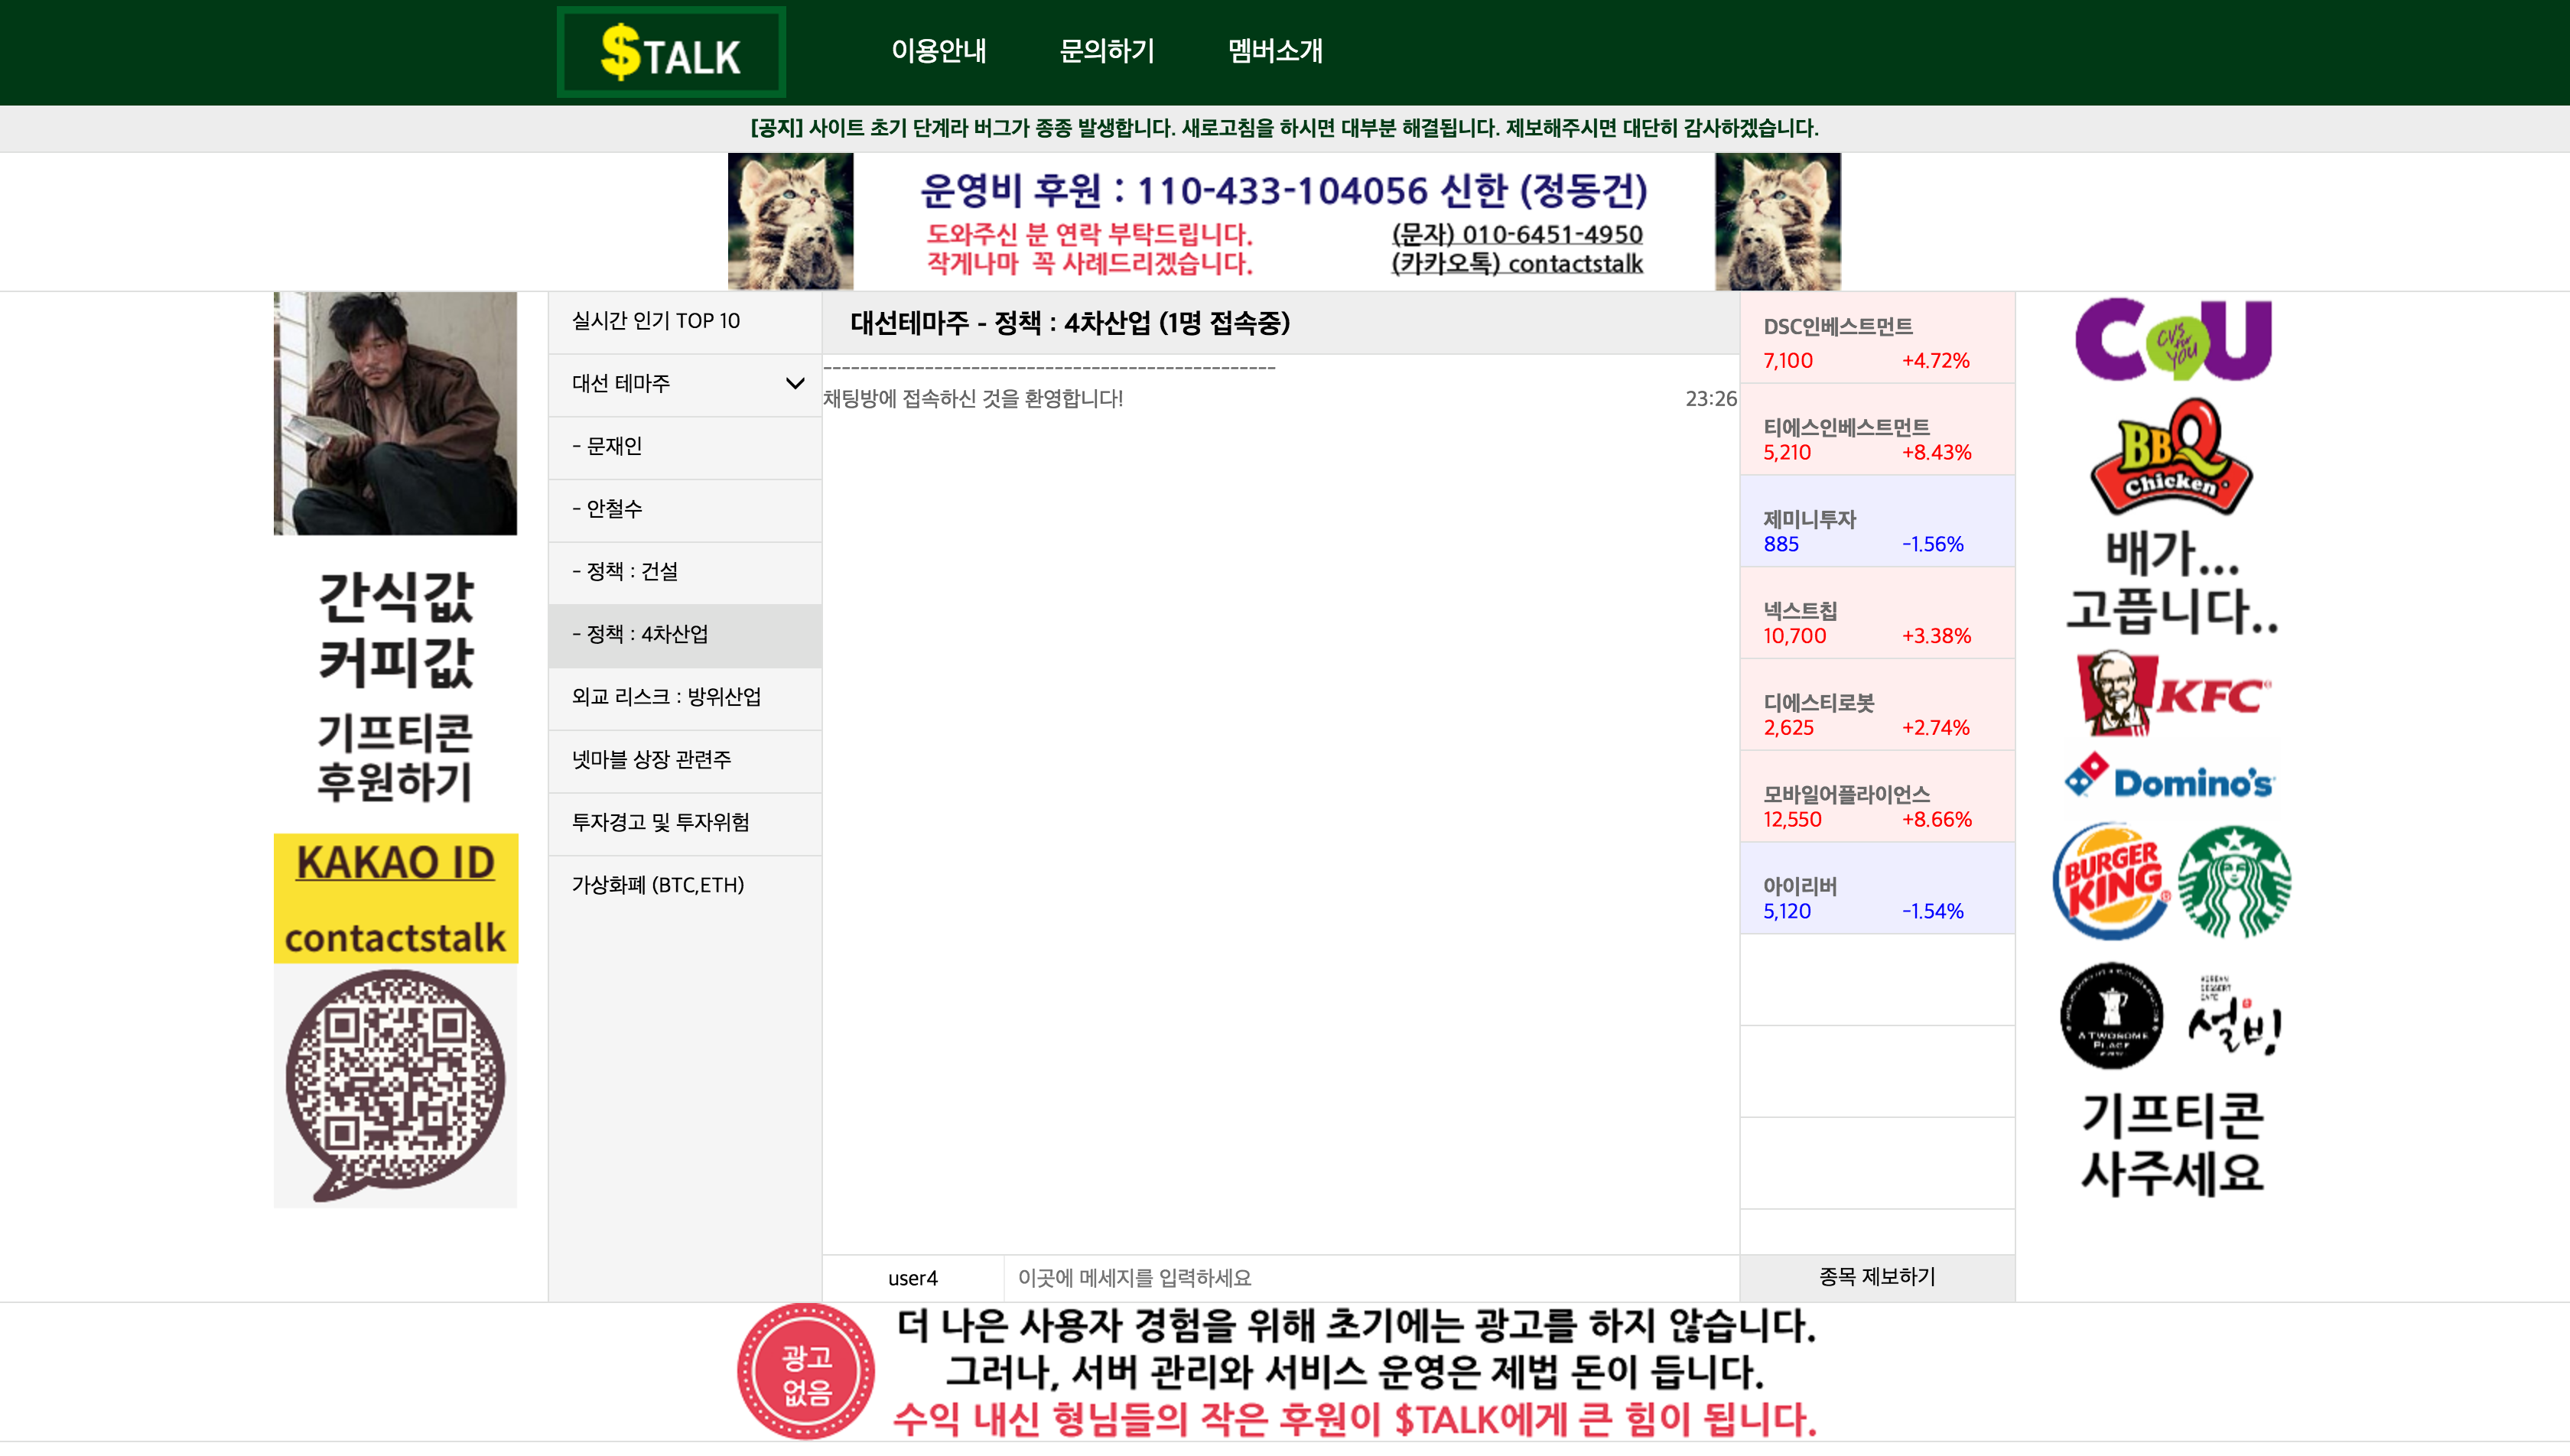 $TALK
이용안내
문의하기
멤버소개
[공지] 사이트 초기 단계라 버그가 종종 발생합니다. 새로고침을 하시면 대부분 해결됩니다. 제보해주시면 대단히 감사하겠습니다.
운영비 후원 : 110-433-104056 신한 (정동건)
도와주신 분 연락 부탁드립니다.
작게나마 꼭 사례드리겠습니다.
(문자) 010-6451-4950
(카카오톡) contactstalk
간식값
커피값
기프티콘
후원하기
KAKAO ID
contactstalk
실시간 인기 TOP 10
대선 테마주
- 문재인
- 안철수
- 정책 : 건설
- 정책 : 4차산업
외교 리스크 : 방위산업
넷마블 상장 관련주
투자경고 및 투자위험
가상화폐 (BTC,ETH)
대선테마주 - 정책 : 4차산업 (1명 접속중)
-------------------------------------------------
채팅방에 접속하신 것을 환영합니다! 23:26
user4
이곳에 메세지를 입력하세요
DSC인베스트먼트
7,100 +4.72%
티에스인베스트먼트
5,210 +8.43%
제미니투자
885 -1.56%
넥스트칩
10,700 +3.38%
디에스티로봇
2,625 +2.74%
모바일어플라이언스
12,550 +8.66%
아이리버
5,120 -1.54%
종목 제보하기
CU
CVS for YOU
BBQ
Chicken
배가...
고픕니다..
KFC
Domino's
BURGER KING
A TWOSOME
PLACE
KOREAN
DESSERT
CAFE
설빙
기프티콘
사주세요
광고
없음
더 나은 사용자 경험을 위해 초기에는 광고를 하지 않습니다.
그러나, 서버 관리와 서비스 운영은 제법 돈이 듭니다.
수익 내신 형님들의 작은 후원이 $TALK에게 큰 힘이 됩니다.